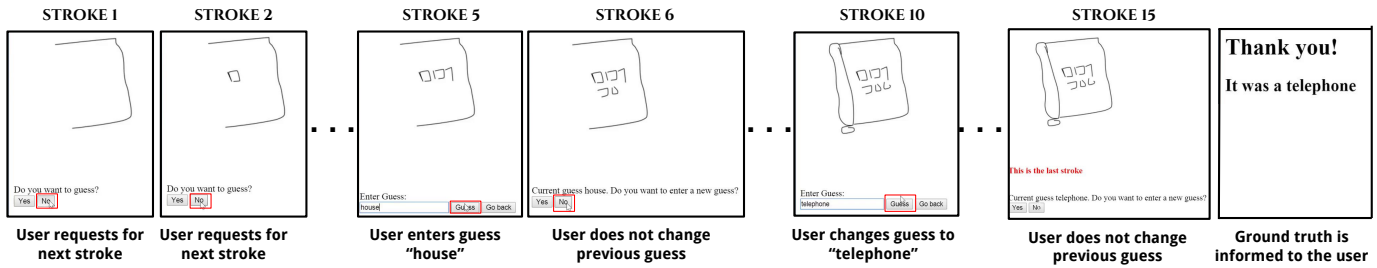 STROKE 1
STROKE 2
STROKE 5
STROKE 6
STROKE 10
STROKE 15
Do you want to guess?
Yes No
Do you want to guess?
Yes No
. . .
Enter Guess:
house Guess Go back
Current guess house. Do you want to enter a new guess?
Yes No
. . .
Enter Guess:
telephone Guess Go back
. . .
This is the last stroke
Current guess telephone. Do you want to enter a new guess?
Yes No
Thank you!
It was a telephone
User requests for
next stroke
User requests for
next stroke
User enters guess
“house”
User does not change
previous guess
User changes guess to
“telephone”
User does not change
previous guess
Ground truth is
informed to the user